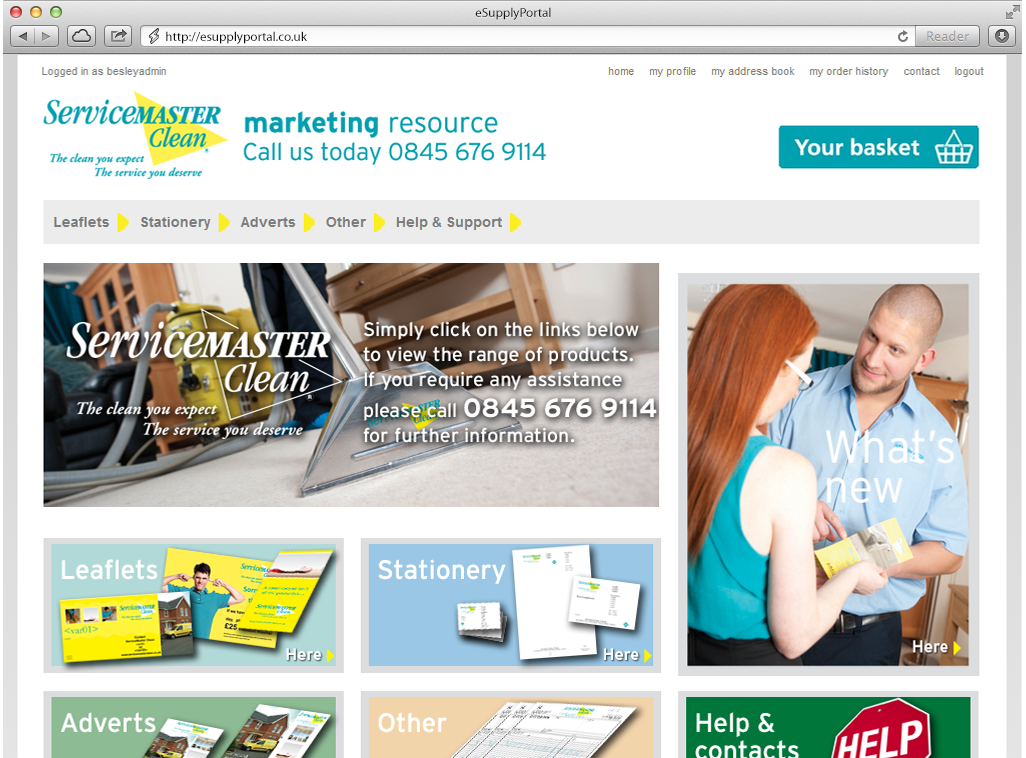 eSupplyPortal
http://esupplyportal.co.uk
Reader
Logged in as besleyadmin
home my profile my address book my order history contact logout
ServiceMASTER
Clean
The clean you expect
The service you deserve
marketing resource
Call us today 0845 676 9114
Your basket
Leaflets Stationery Adverts Other Help & Support
ServiceMASTER
Clean
The clean you expect
The service you deserve
Simply click on the links below
to view the range of products.
If you require any assistance
please call 0845 676 9114
for further information.
What's
new
Here
Leaflets
<var01>
£25
Here
Stationery
Here
Adverts
Other
Help &
contacts
HELP